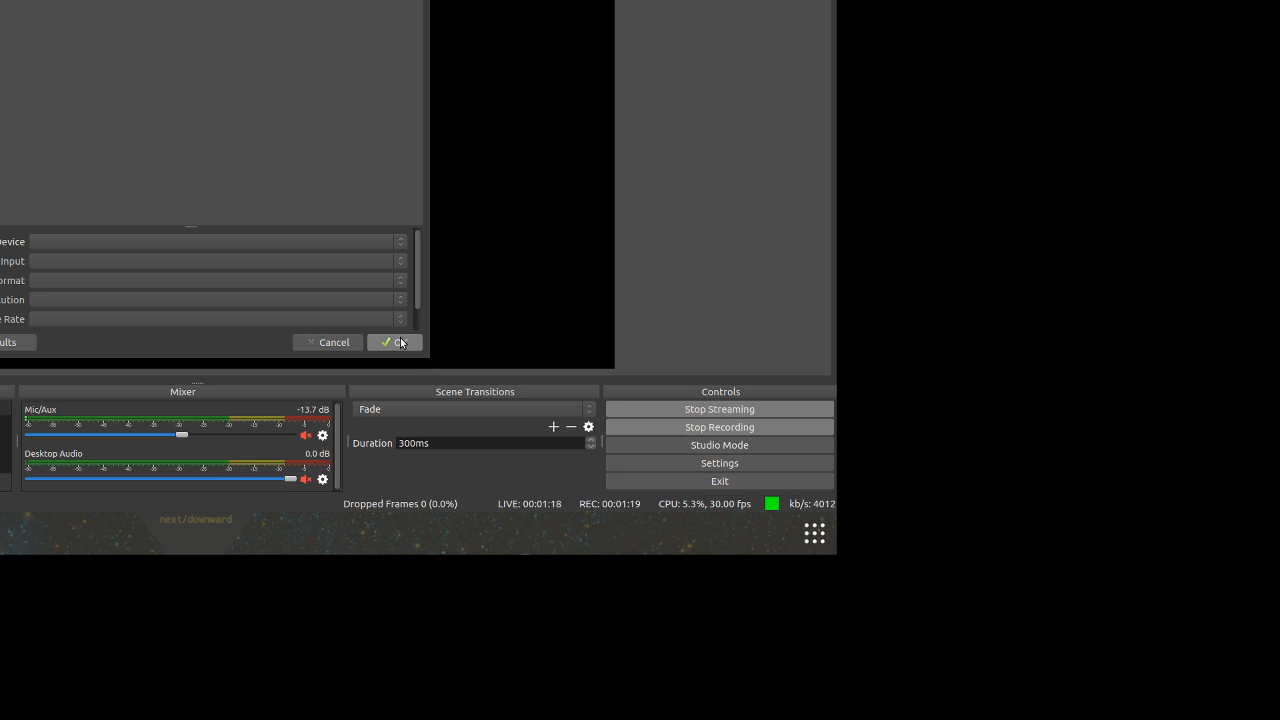 Device
Input
ormat
ution
e Rate
ults
Cancel
Mixer
Scene Transitions
Controls
Mic/Aux
-13.7 dB
Fade
Stop Streaming
Stop Recording
Duration
300ms
Studio Mode
Desktop Audio
0.0 dB
Settings
Exit
Dropped Frames 0 (0.0%)
LIVE: 00:01:18
REC: 00:01:19
CPU: 5.3%, 30.00 fps
kb/s: 4012
next/downward